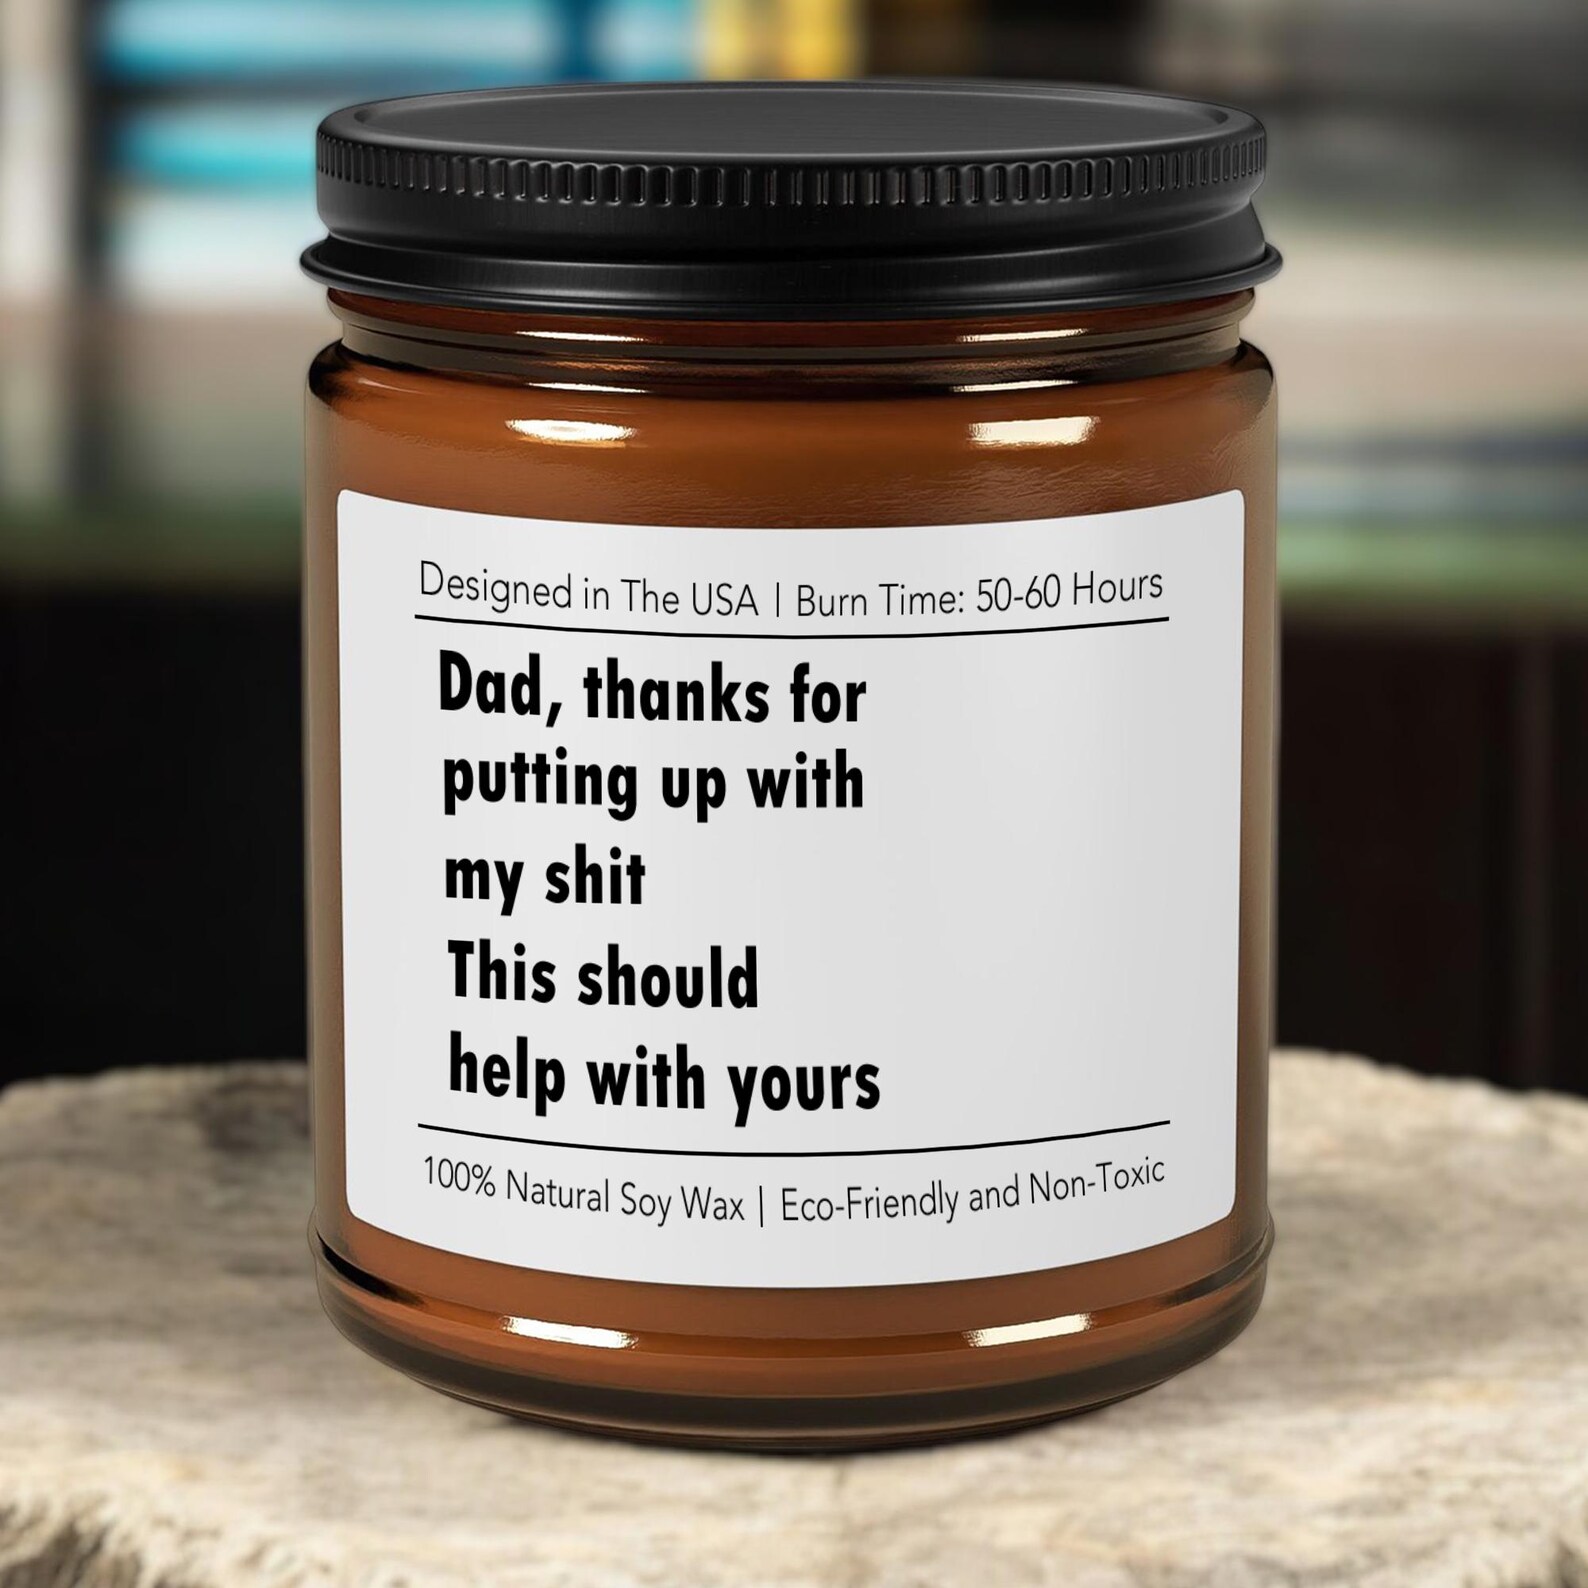 Designed in The USA | Burn Time: 50-60 Hours
Dad, thanks for
putting up with
my shit
This should
help with yours
100% Natural Soy Wax | Eco-Friendly and Non-Toxic